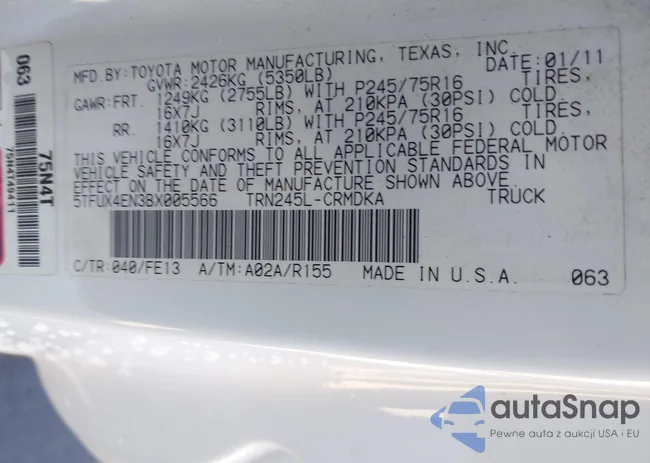 MFD.BY:TOYOTA MOTOR MANUFACTURING, TEXAS, INC.
GVWR:2426KG (5350LB) DATE:01/11
GAWR:FRT. 1249KG (2755LB) WITH P245/75R16 TIRES,
16X7J RIMS, AT 210KPA (30PSI) COLD
RR. 1410KG (3110LB) WITH P245/75R16 TIRES,
16X7J RIMS, AT 210KPA (30PSI) COLD
THIS VEHICLE CONFORMS TO ALL APPLICABLE FEDERAL MOTOR
VEHICLE SAFETY AND THEFT PREVENTION STANDARDS IN
EFFECT ON THE DATE OF MANUFACTURE SHOWN ABOVE.
5TFUX4EN3BX005566 TRN245L-CRMDKA TRUCK
C/TR:040/FE13 A/TM:A02A/R155 MADE IN U.S.A. 063
063
75N4T
autaSnap
Pewne auta z aukcji USA i EU